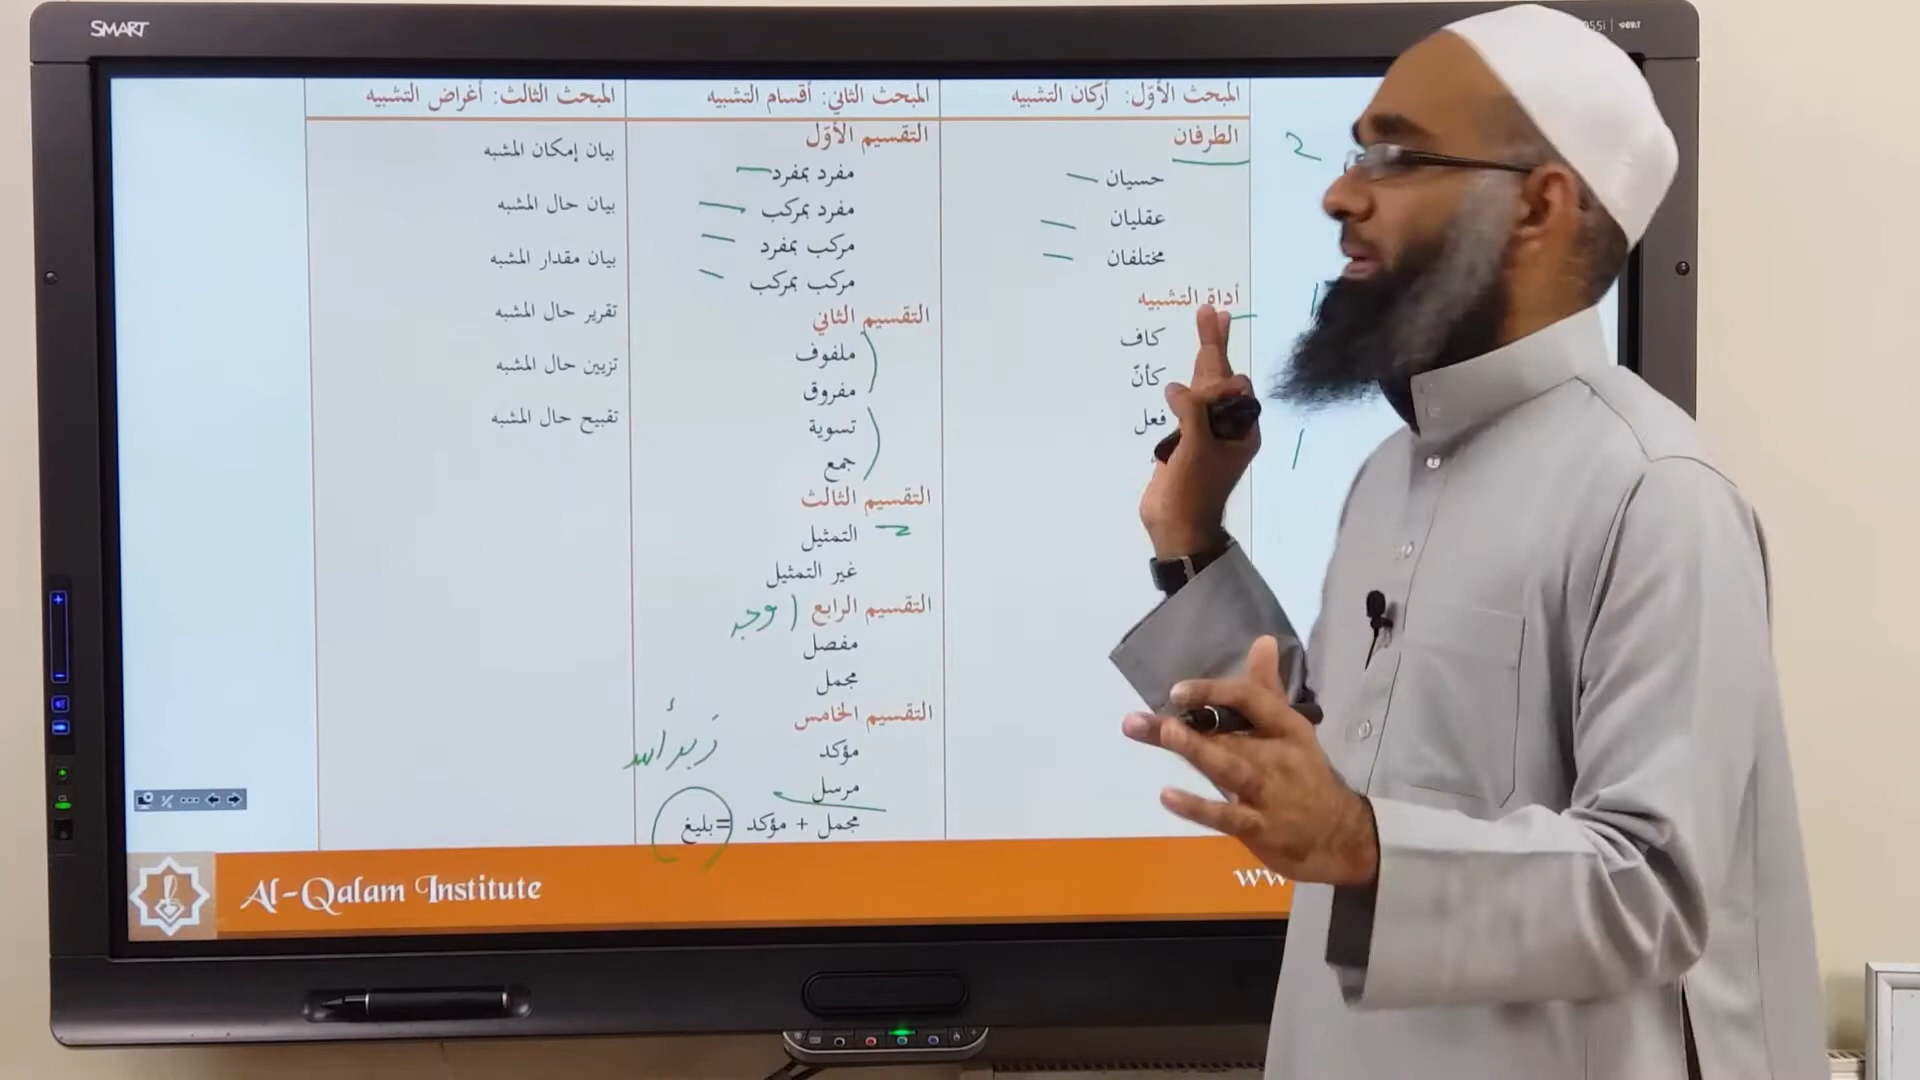 SMART
المبحث الأوّل: أركان التشبيه
الطرفان
حسيان
عقليان
مختلفان
أداة التشبيه
كاف
كأنّ
فعل
المبحث الثاني: أقسام التشبيه
التقسيم الأوّل
مفرد بمفرد
مفرد بمركب
مركب بمفرد
مركب بمركب
التقسيم الثاني
ملفوف
مفروق
تسوية
جمع
التقسيم الثالث
التمثيل
غير التمثيل
التقسيم الرابع
وجه
مفصل
مجمل
التقسيم الخامس
مؤكد
مرسل
مجمل + مؤكد =بليغ
المبحث الثالث: أغراض التشبيه
بيان إمكان المشبه
بيان حال المشبه
بيان مقدار المشبه
تقرير حال المشبه
تزيين حال المشبه
تقبيح حال المشبه
Al-Qalam Institute